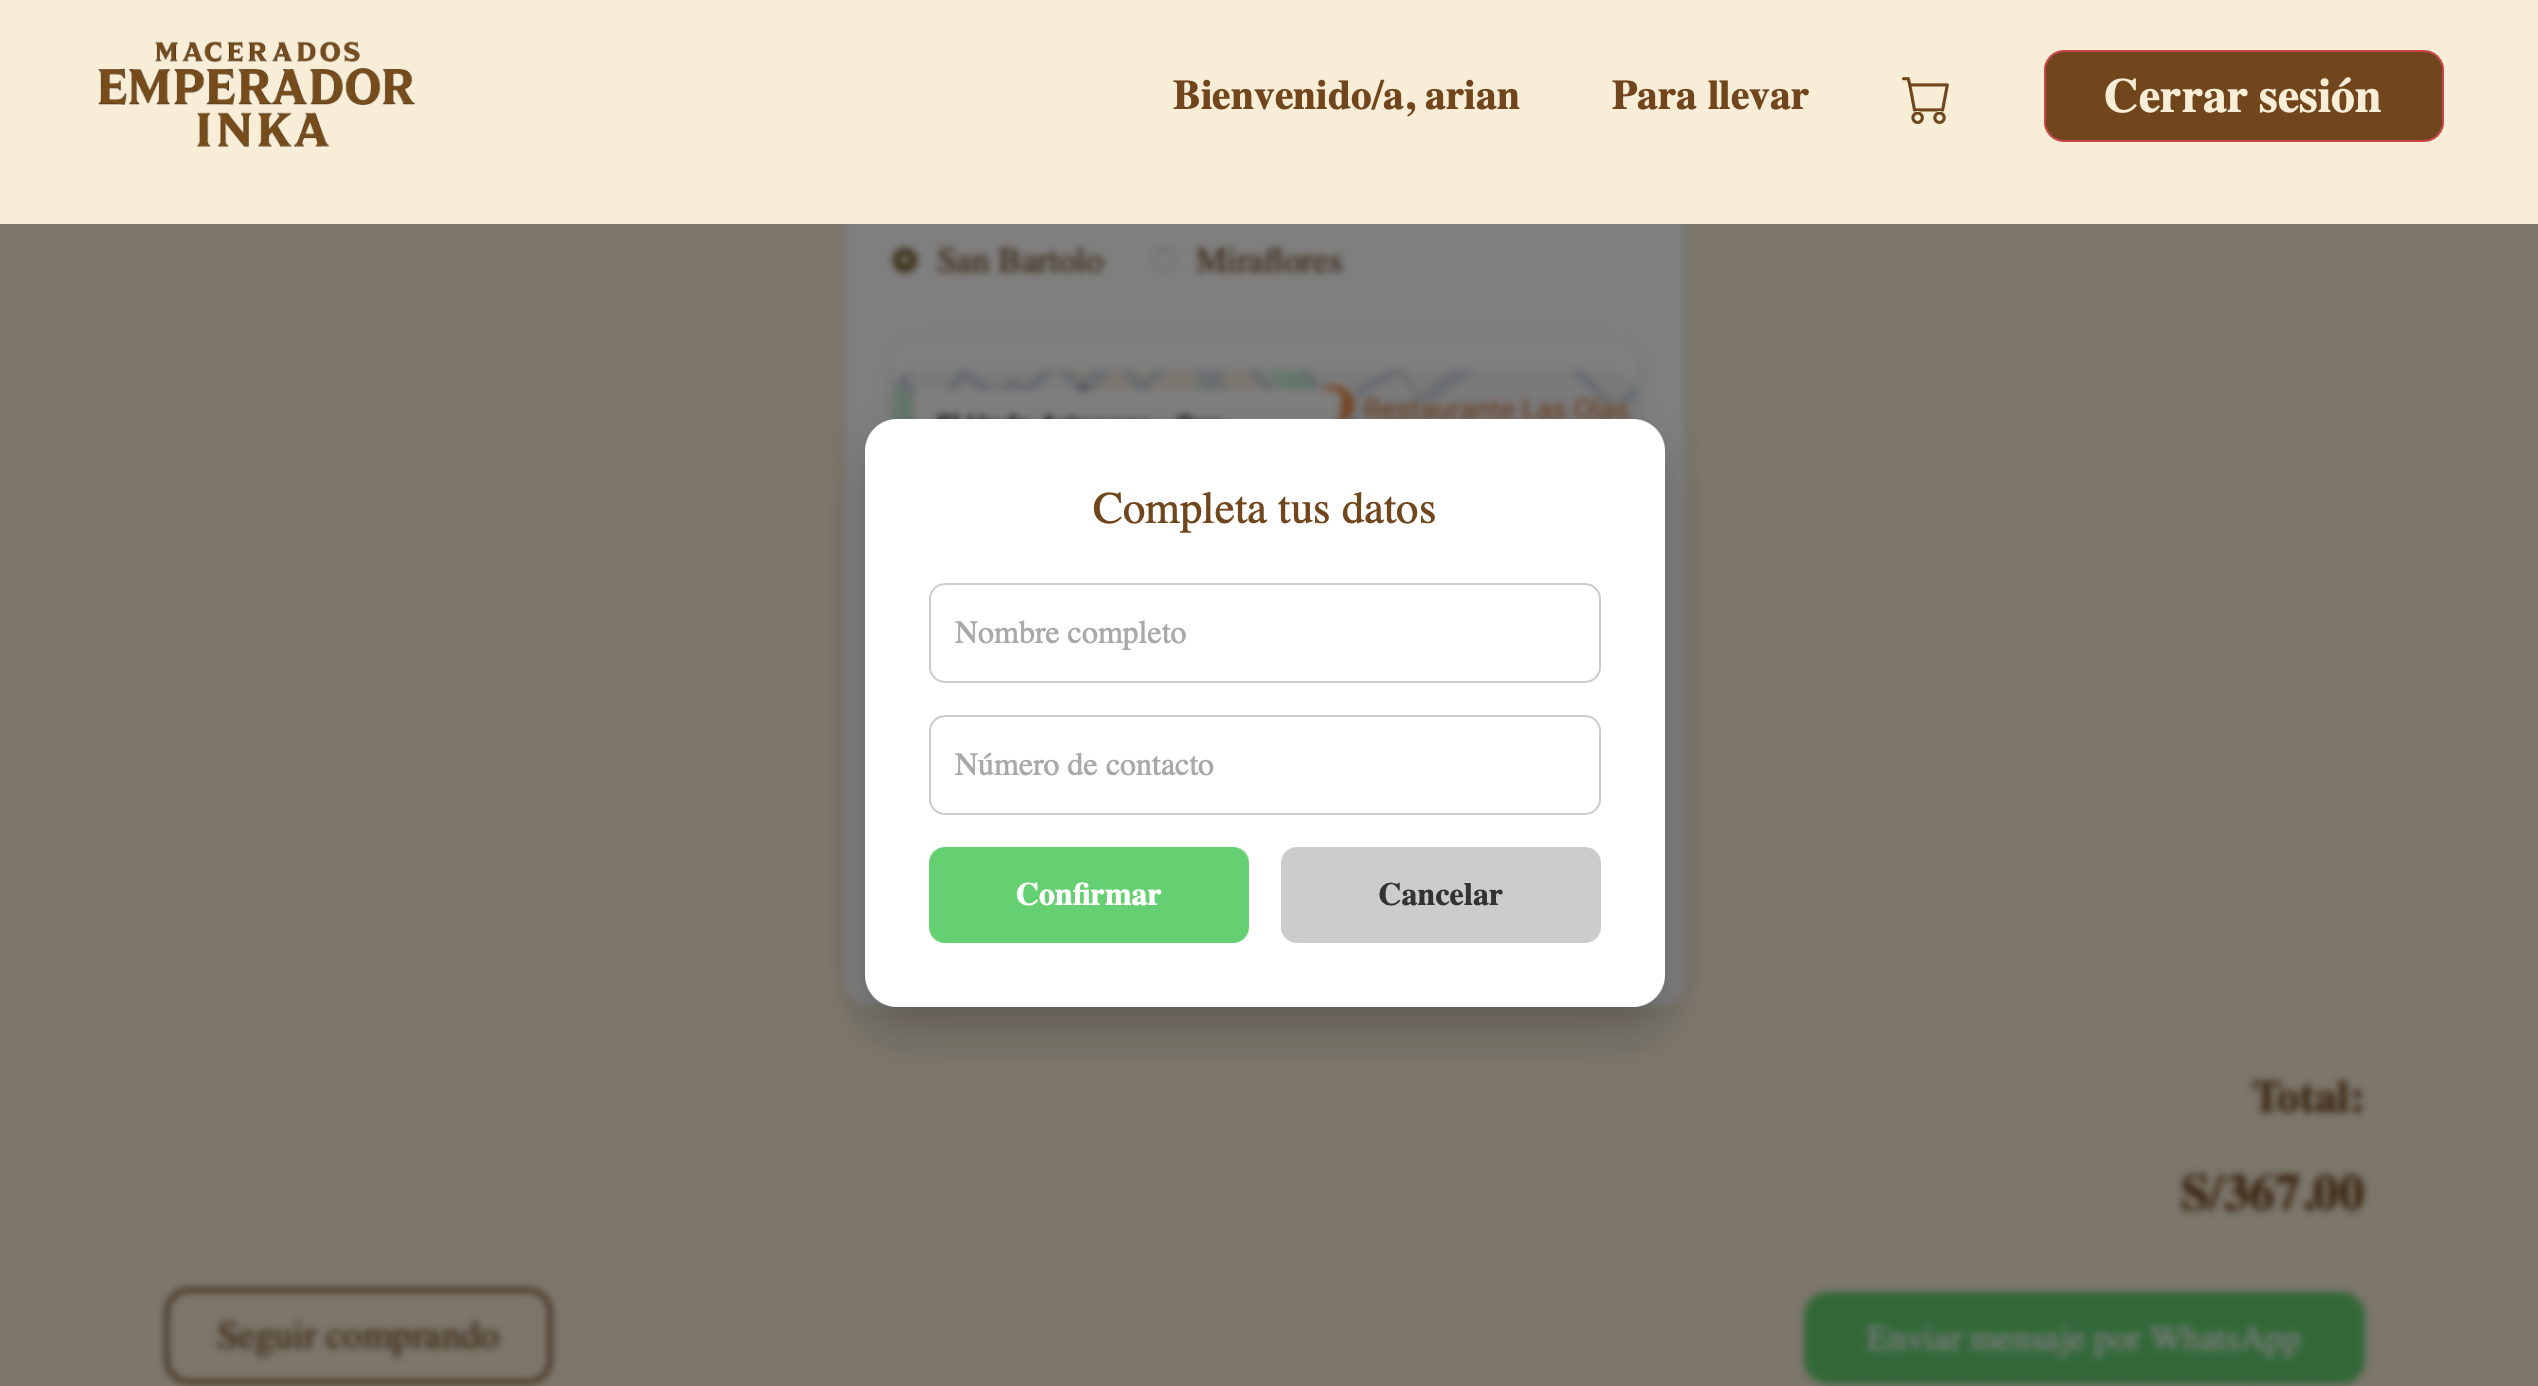 MACERADOS
EMPERADOR
INKA
Bienvenido/a, arian
Para llevar
Cerrar sesión
San Bartolo
Miraflores
Restaurante Las Olas
Completa tus datos
Nombre completo
Número de contacto
Confirmar
Cancelar
Total:
S/367.00
Seguir comprando
Enviar mensaje por WhatsApp